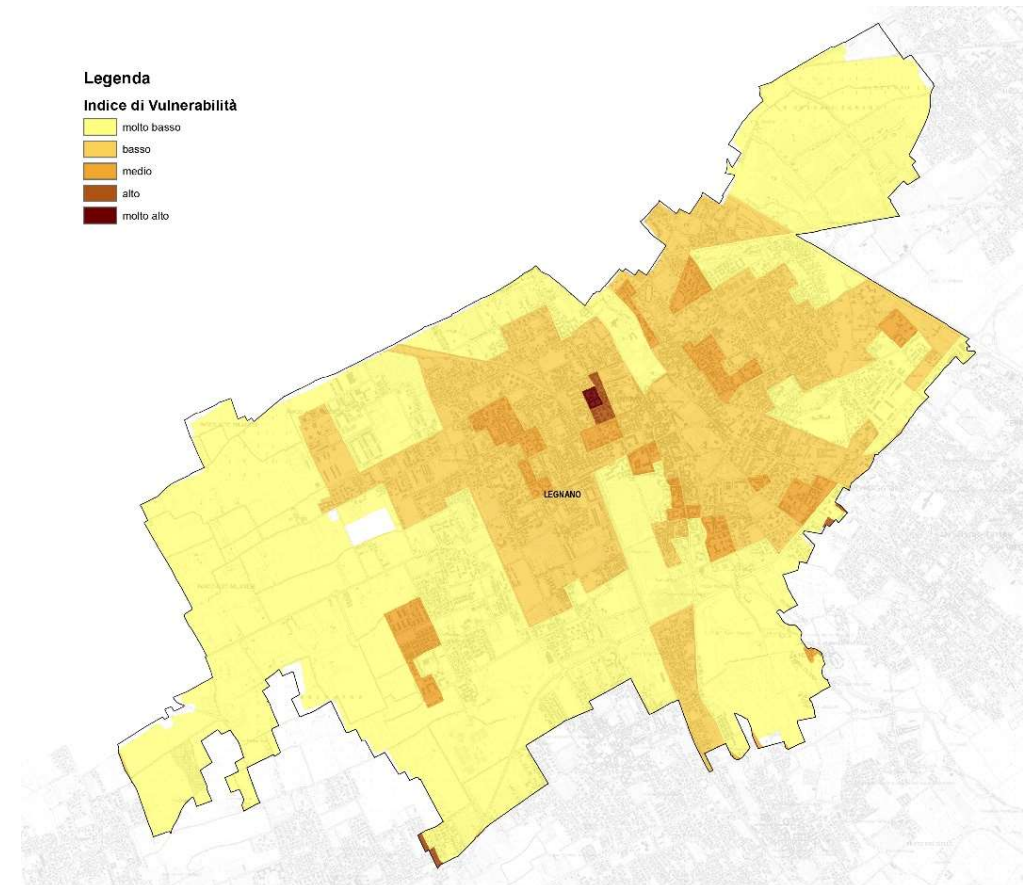 Legenda
Indice di Vulnerabilità
molto basso
basso
medio
alto
molto alto
LEGNANO